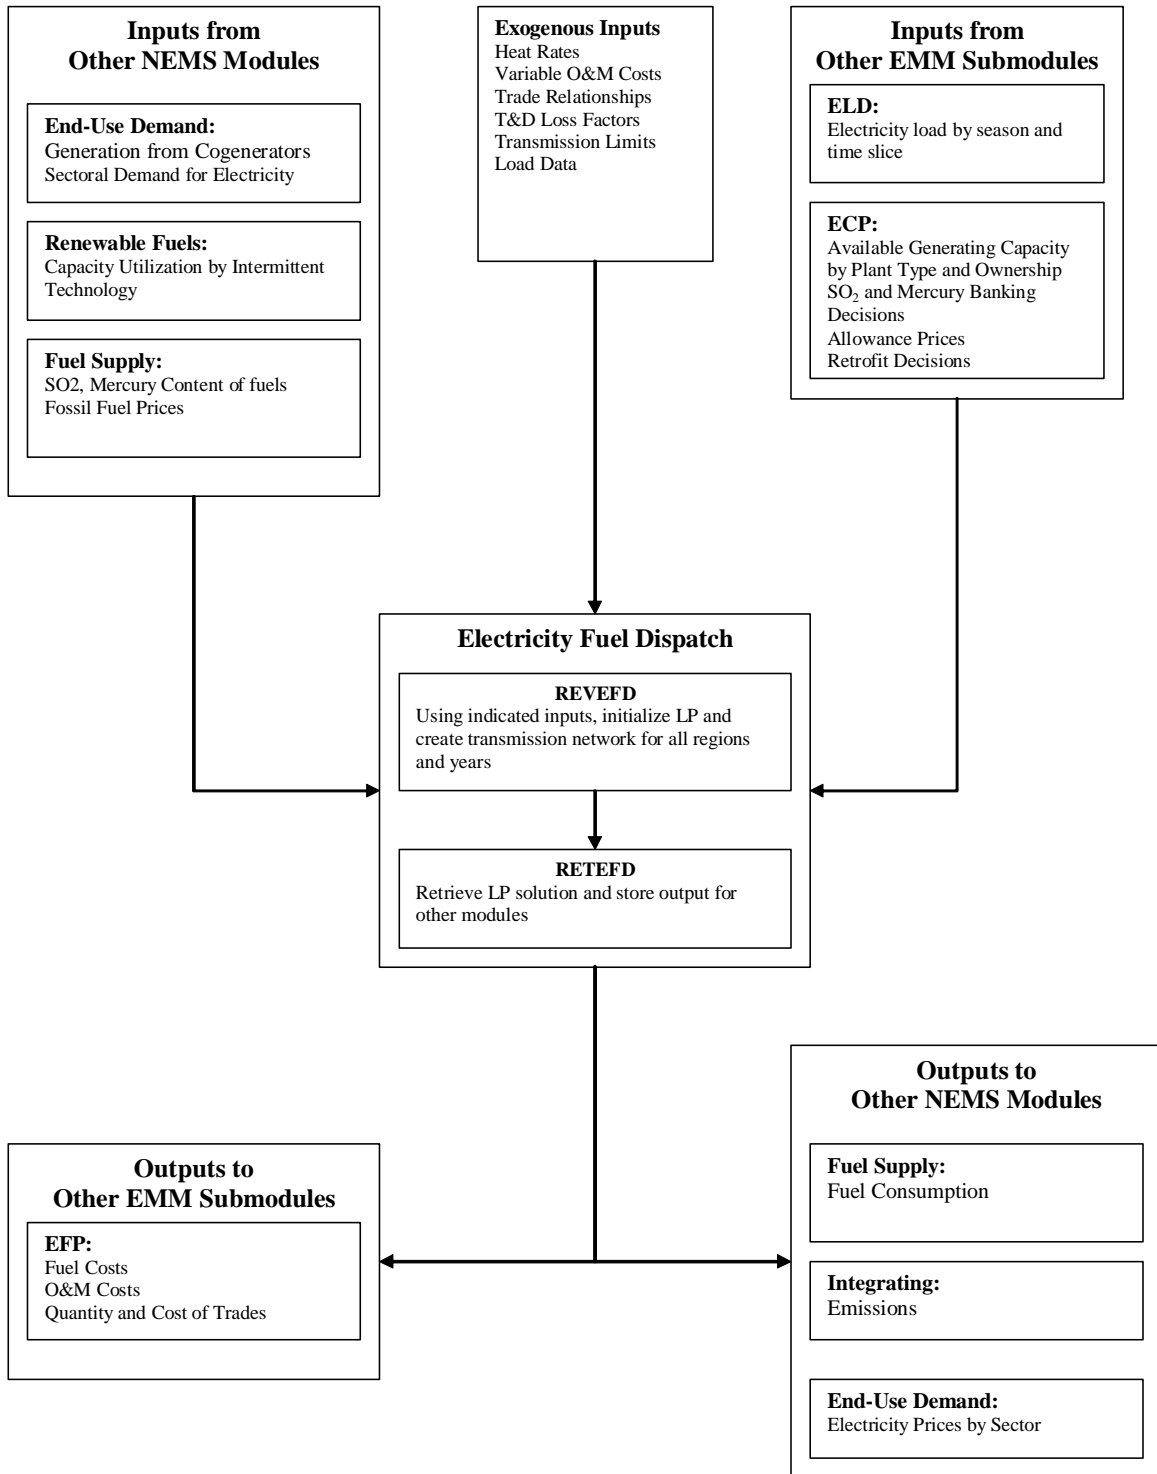 Inputs from
Other NEMS Modules
End-Use Demand:
Generation from Cogenerators
Sectoral Demand for Electricity
Renewable Fuels:
Capacity Utilization by Intermittent
Technology
Fuel Supply:
SO2, Mercury Content of fuels
Fossil Fuel Prices
Exogenous Inputs
Heat Rates
Variable O&M Costs
Trade Relationships
T&D Loss Factors
Transmission Limits
Load Data
Inputs from
Other EMM Submodules
ELD:
Electricity load by season and
time slice
ECP:
Available Generating Capacity
by Plant Type and Ownership
SO₂ and Mercury Banking
Decisions
Allowance Prices
Retrofit Decisions
Electricity Fuel Dispatch
REVEFD
Using indicated inputs, initialize LP and
create transmission network for all regions
and years
RETEFD
Retrieve LP solution and store output for
other modules
Outputs to
Other EMM Submodules
EFP:
Fuel Costs
O&M Costs
Quantity and Cost of Trades
Outputs to
Other NEMS Modules
Fuel Supply:
Fuel Consumption
Integrating:
Emissions
End-Use Demand:
Electricity Prices by Sector